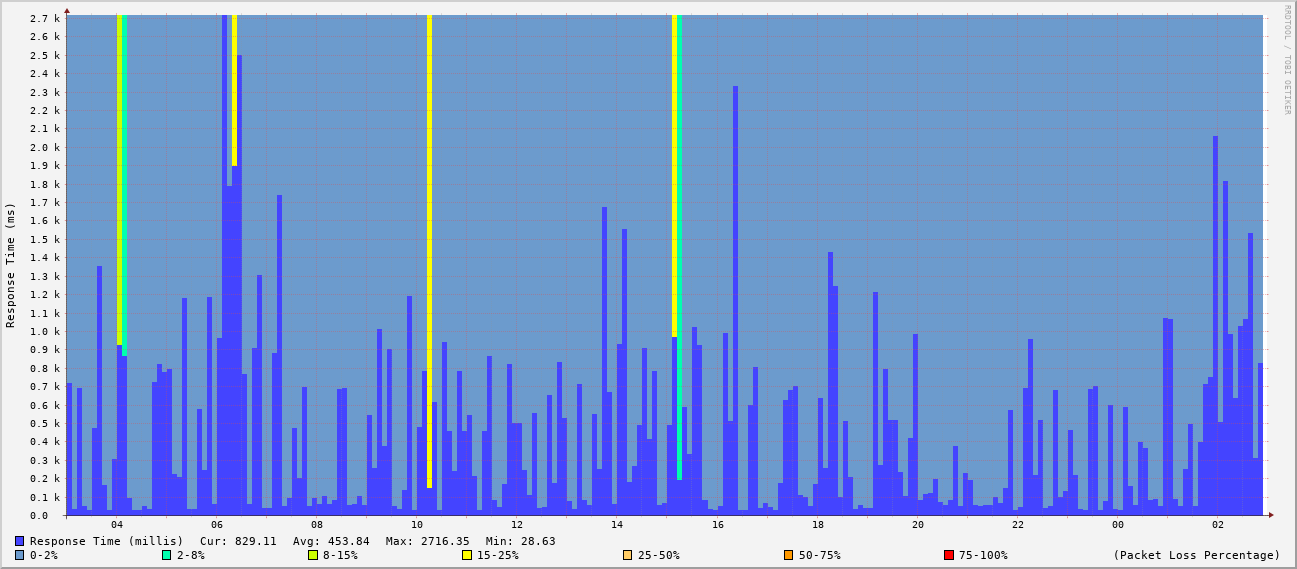 RRDTOOL / TOBI OETIKER
Response Time (ms)
2.7 k
2.6 k
2.5 k
2.4 k
2.3 k
2.2 k
2.1 k
2.0 k
1.9 k
1.8 k
1.7 k
1.6 k
1.5 k
1.4 k
1.3 k
1.2 k
1.1 k
1.0 k
0.9 k
0.8 k
0.7 k
0.6 k
0.5 k
0.4 k
0.3 k
0.2 k
0.1 k
0.0
04 06 08 10 12 14 16 18 20 22 00 02
Response Time (millis) Cur: 829.11 Avg: 453.84 Max: 2716.35 Min: 28.63
0-2% 2-8% 8-15% 15-25% 25-50% 50-75% 75-100% (Packet Loss Percentage)